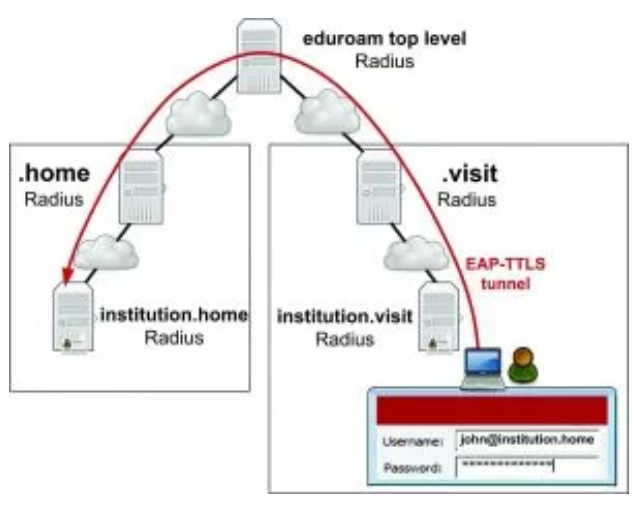 eduroam top level
Radius
.home
Radius
.visit
Radius
EAP-TTLS
tunnel
institution.home
Radius
institution.visit
Radius
Username: john@institution.home
Password: **************